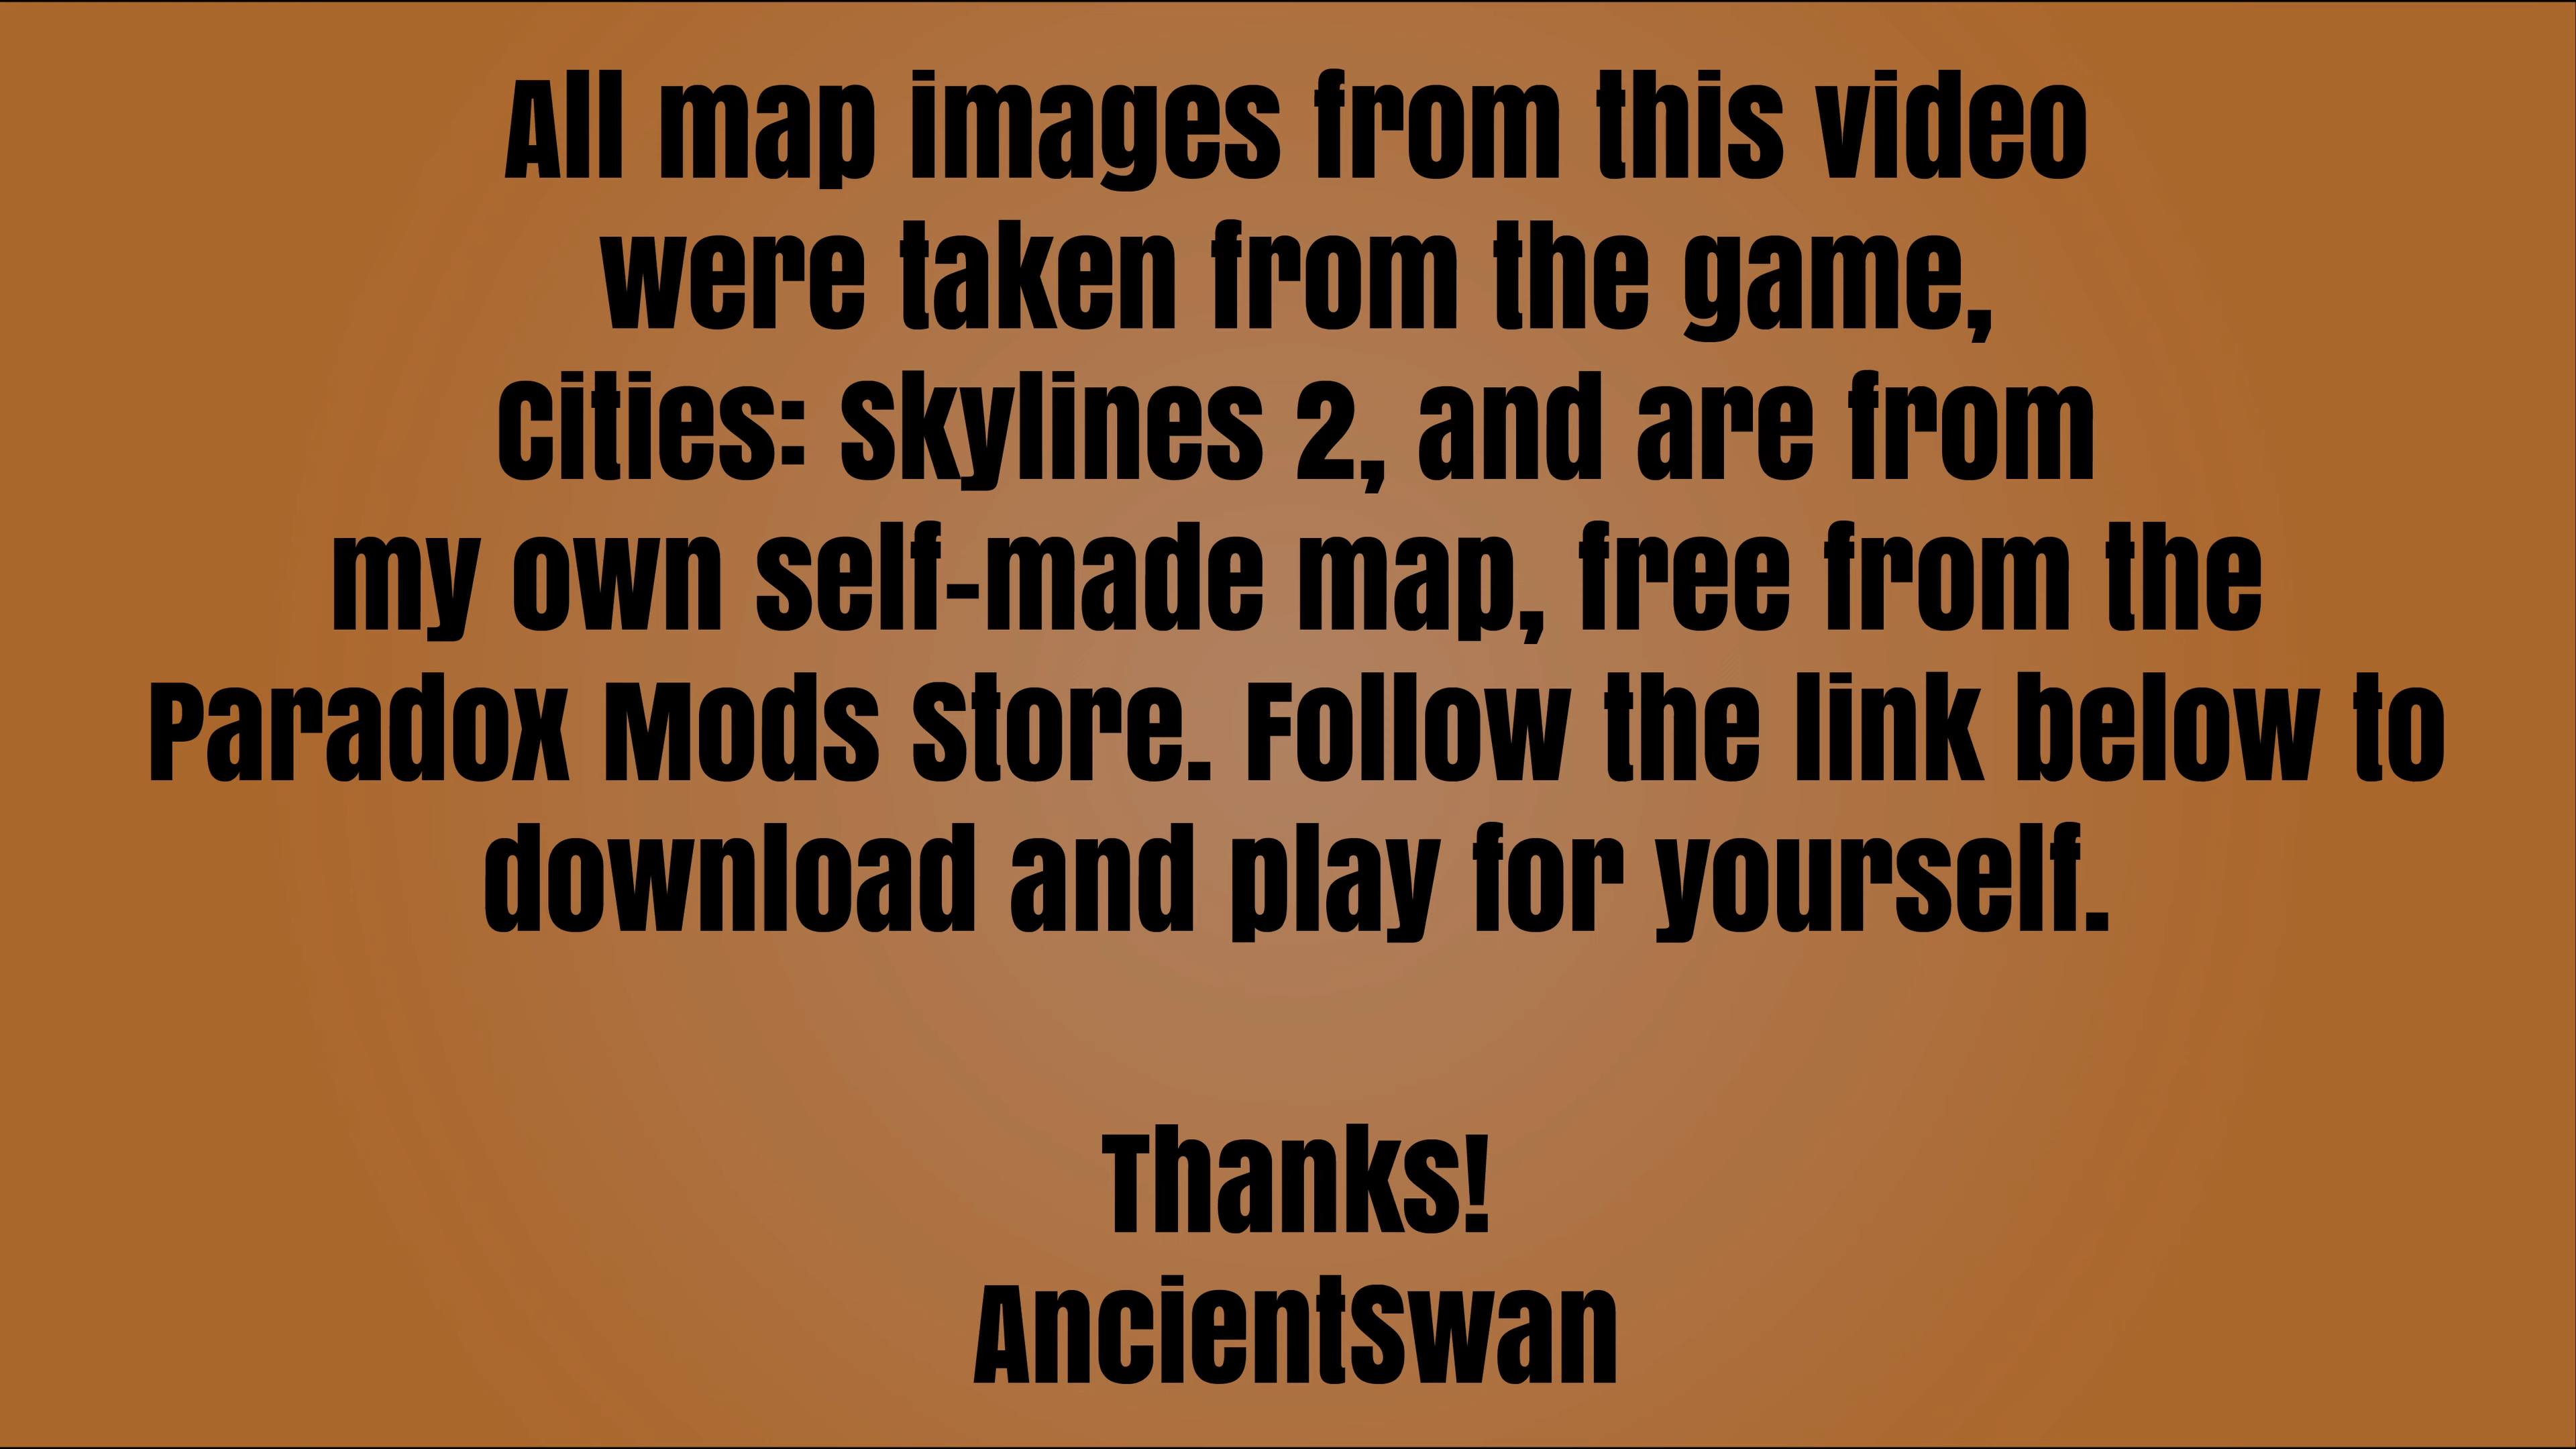 All map images from this video
were taken from the game,
Cities: Skylines 2, and are from
my own self-made map, free from the
Paradox Mods Store. Follow the link below to
download and play for yourself.
Thanks!
AncientSwan